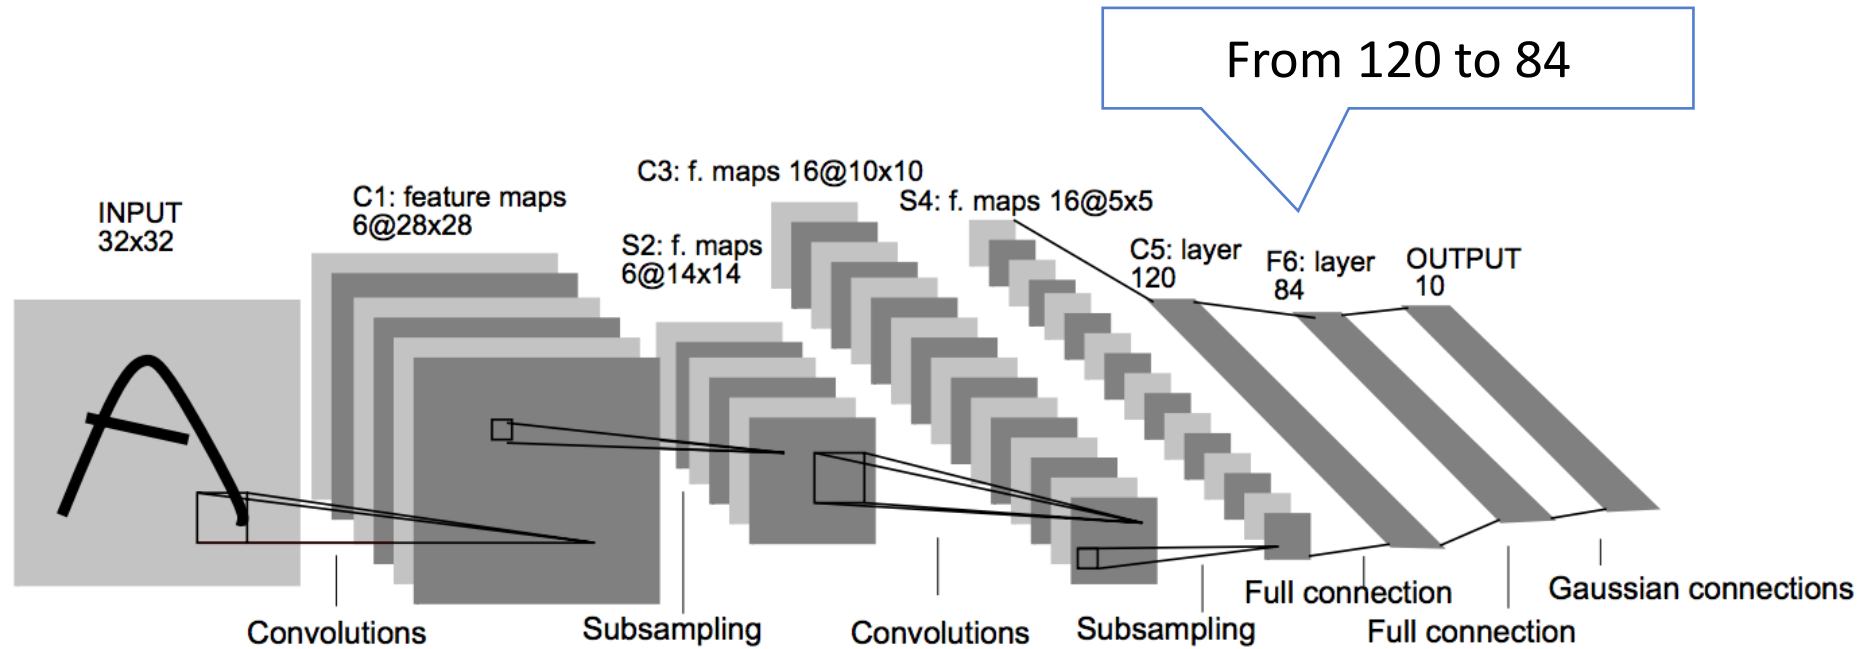 From 120 to 84
INPUT
32x32
C1: feature maps
6@28x28
S2: f. maps
6@14x14
C3: f. maps 16@10x10
S4: f. maps 16@5x5
C5: layer
120
F6: layer
84
OUTPUT
10
Convolutions
Subsampling
Convolutions
Subsampling
Full connection
Full connection
Gaussian connections